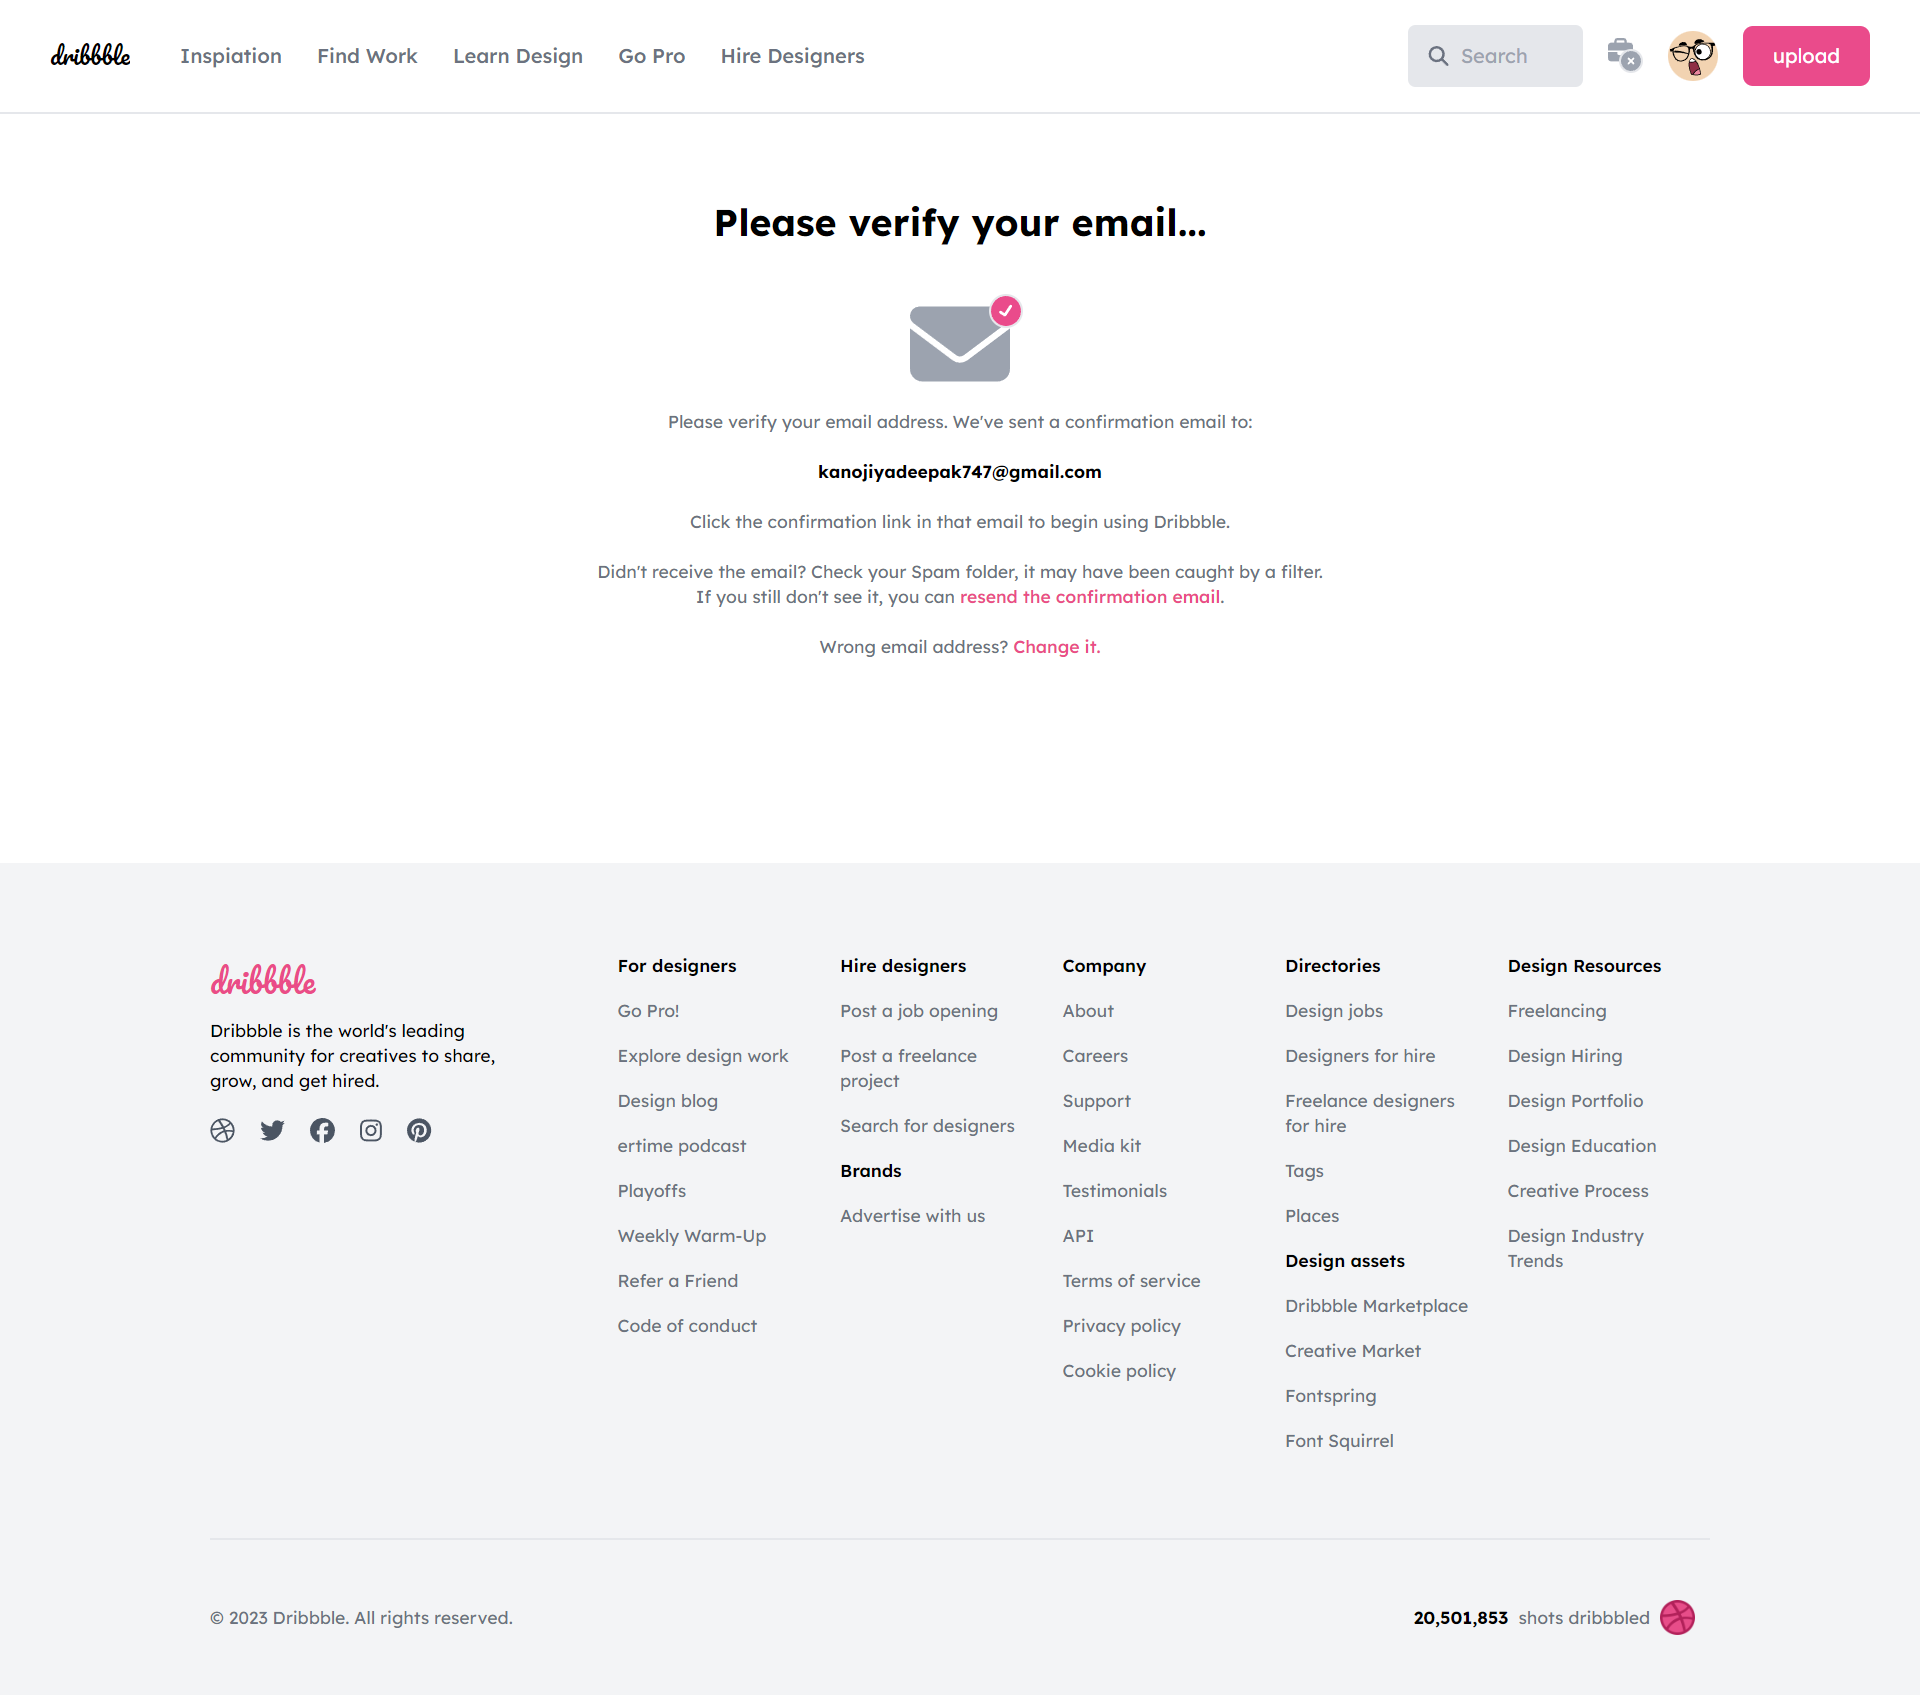 dribbble
Inspiation
Find Work
Learn Design
Go Pro
Hire Designers
Search
upload
Please verify your email...
Please verify your email address. We've sent a confirmation email to:
kanojiyadeepak747@gmail.com
Click the confirmation link in that email to begin using Dribbble.
Didn't receive the email? Check your Spam folder, it may have been caught by a filter.
If you still don't see it, you can resend the confirmation email.
Wrong email address? Change it.
dribbble
Dribbble is the world's leading
community for creatives to share,
grow, and get hired.
For designers
Go Pro!
Explore design work
Design blog
ertime podcast
Playoffs
Weekly Warm-Up
Refer a Friend
Code of conduct
Hire designers
Post a job opening
Post a freelance
project
Search for designers
Brands
Advertise with us
Company
About
Careers
Support
Media kit
Testimonials
API
Terms of service
Privacy policy
Cookie policy
Directories
Design jobs
Designers for hire
Freelance designers
for hire
Tags
Places
Design assets
Dribbble Marketplace
Creative Market
Fontspring
Font Squirrel
Design Resources
Freelancing
Design Hiring
Design Portfolio
Design Education
Creative Process
Design Industry
Trends
© 2023 Dribbble. All rights reserved.
20,501,853 shots dribbbled